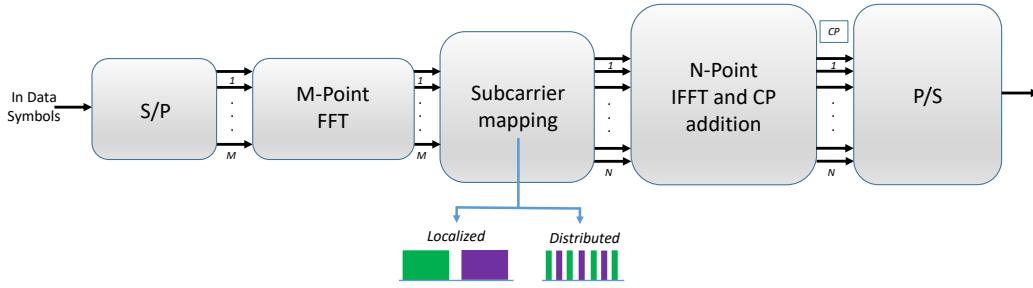 CP
In Data
Symbols
S/P
1
M
M-Point
FFT
1
M
Subcarrier
mapping
1
N
N-Point
IFFT and CP
addition
1
N
P/S
Localized
Distributed